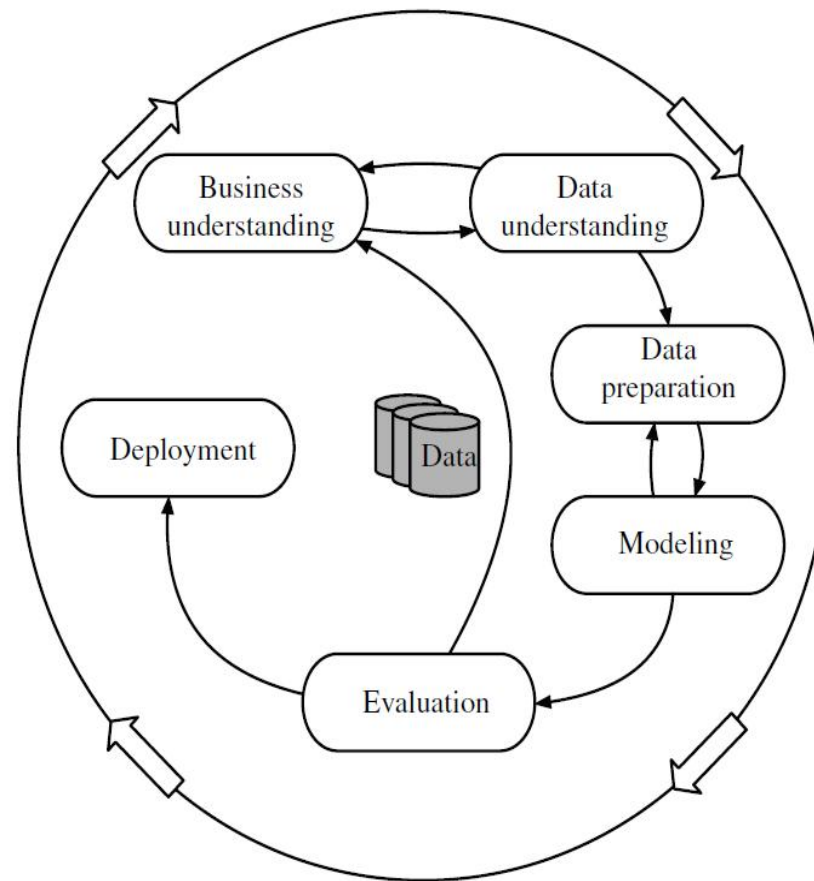 Business
understanding
Data
understanding
Data
preparation
Deployment
Data
Modeling
Evaluation